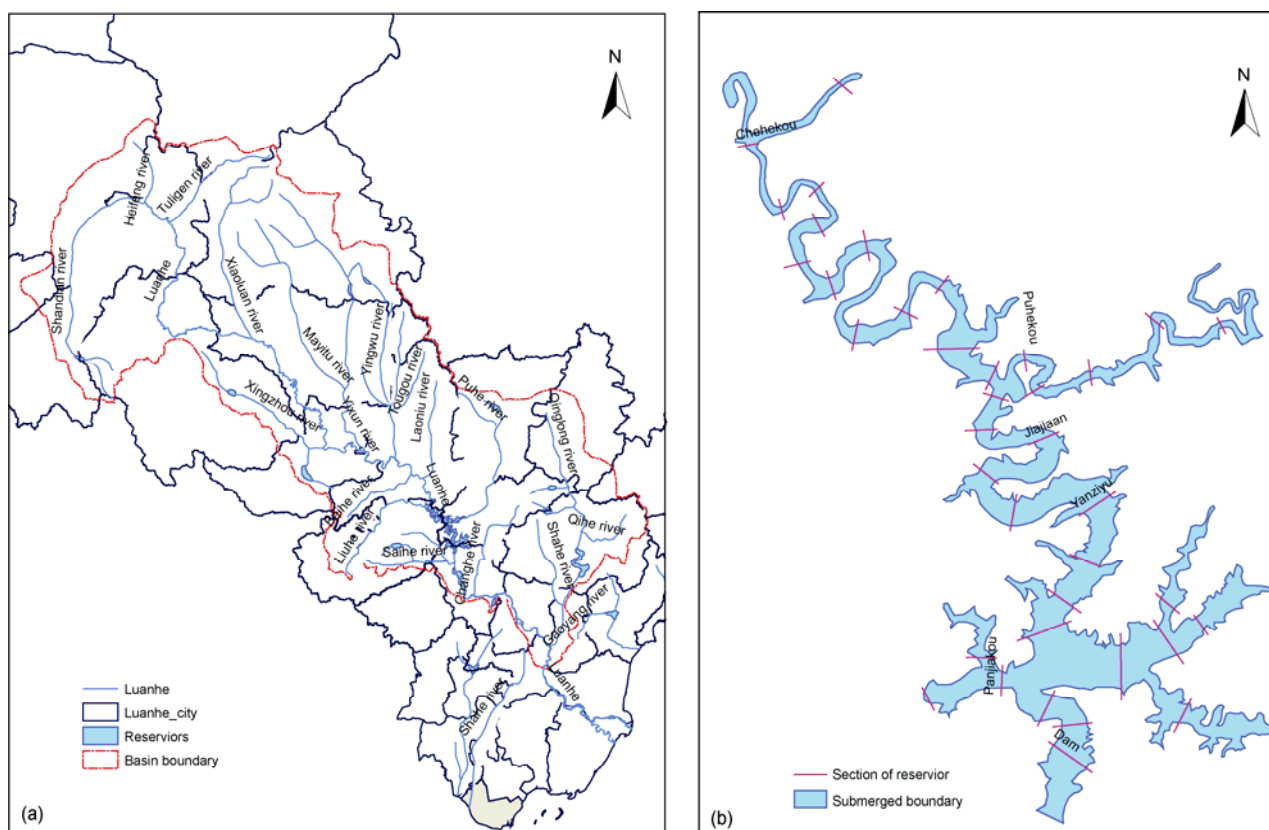 N
Heifeng river
Tuligen river
Shandian river
Luanhe
Xiaoluan river
Mayitu river
Yingwu river
Yougou river
Laoniu river
Puhe river
Qinglong river
Xingzhou river
Yixun river
Luanhe
Baihe river
Liuhe river
Saihe river
Changhe river
Shahe river
Qihe river
Gaoyang river
Luanhe
Shahe river
Luanhe
Luanhe_city
Reserviors
Basin boundary
(a)
N
Chehekou
Puhekou
Jiajiaan
Yanziyu
Panjiakou
Dam
Section of reservior
Submerged boundary
(b)